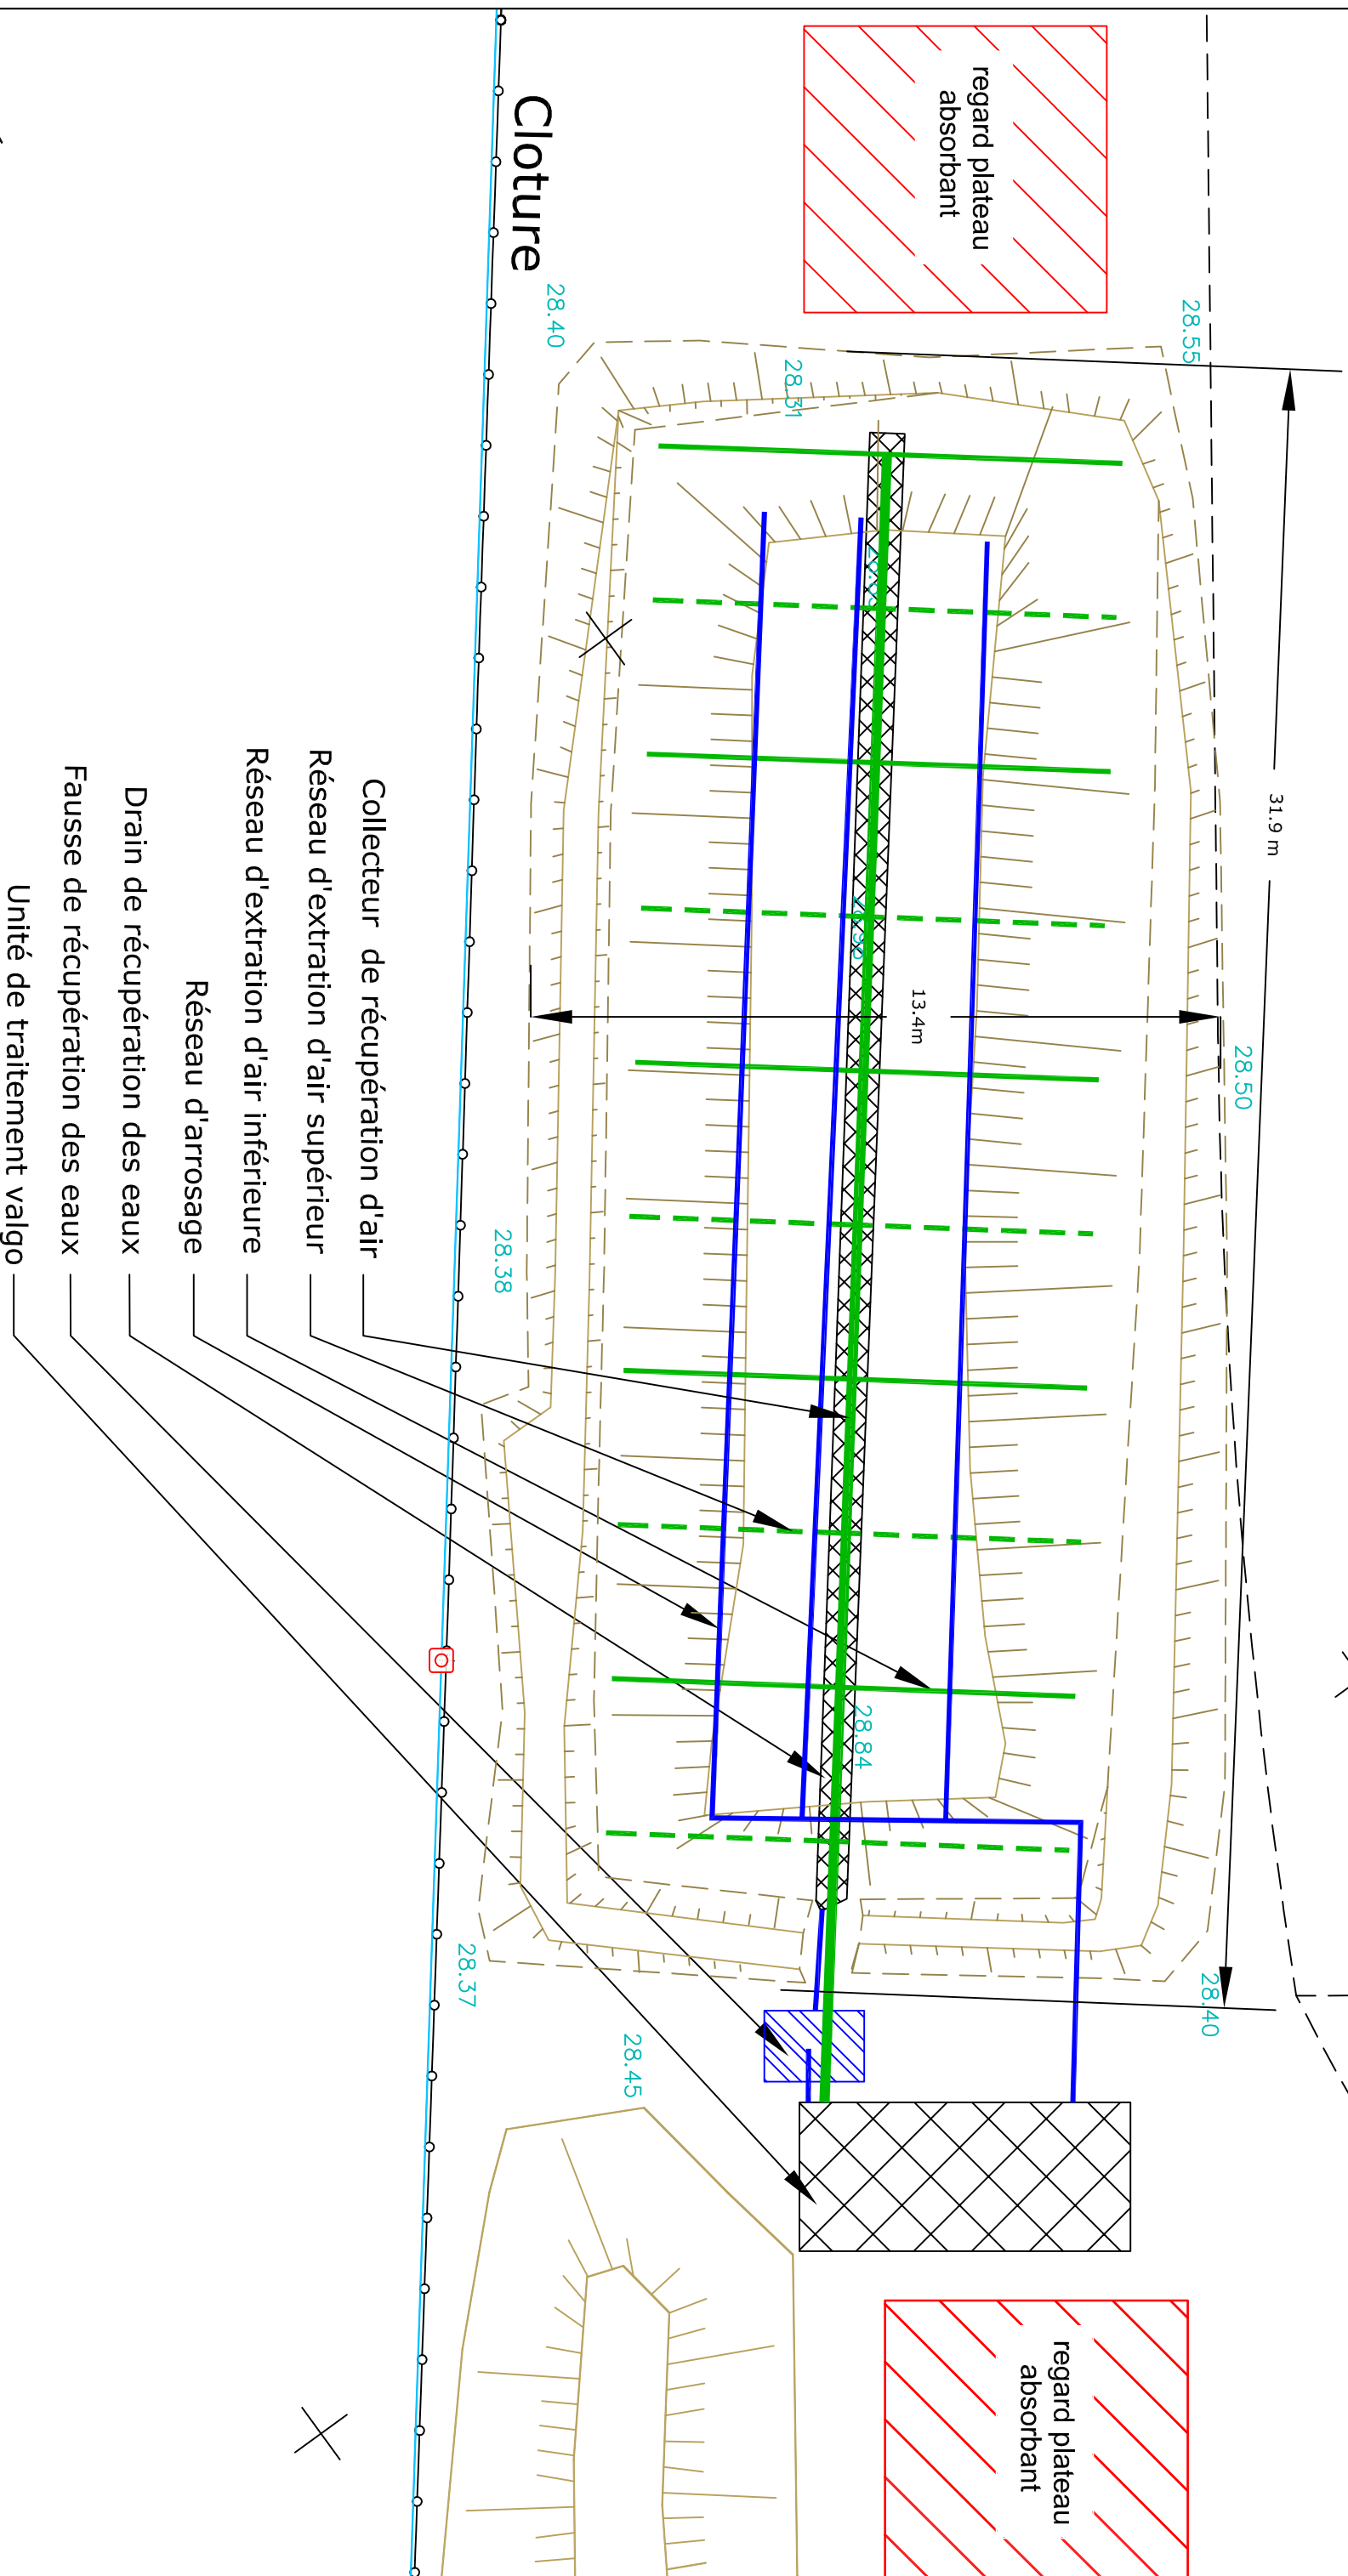 regard plateau
absorbant
Cloture
28.40
28.55
28.31
31.9 m
13.4m
28.50
28.38
Collecteur de récupération d'air
Réseau d'extration d'air supérieur
Réseau d'extration d'air inférieure
Réseau d'arrosage
Drain de récupération des eaux
Fausse de récupération des eaux
Unité de traitement valgo
28.84
28.37
28.40
28.45
regard plateau
absorbant